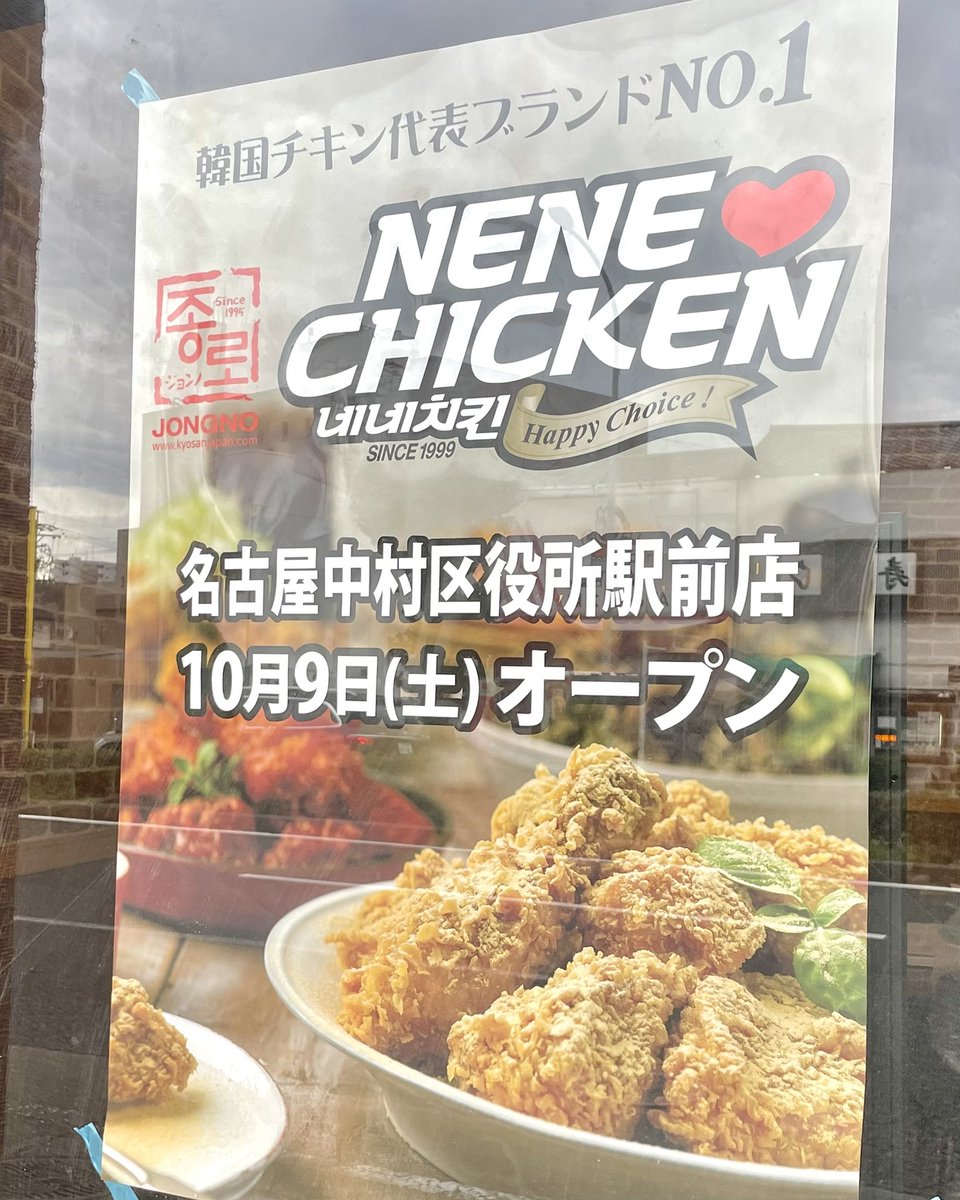 韓国チキン代表ブランドNO.1
NENE
CHICKEN
네네치킨
Happy Choice !
SINCE 1999
종로
Since
1995
ジョンノ
JONGNO
www.kyosanjapan.com
名古屋中村区役所駅前店
10月9日(土) オープン